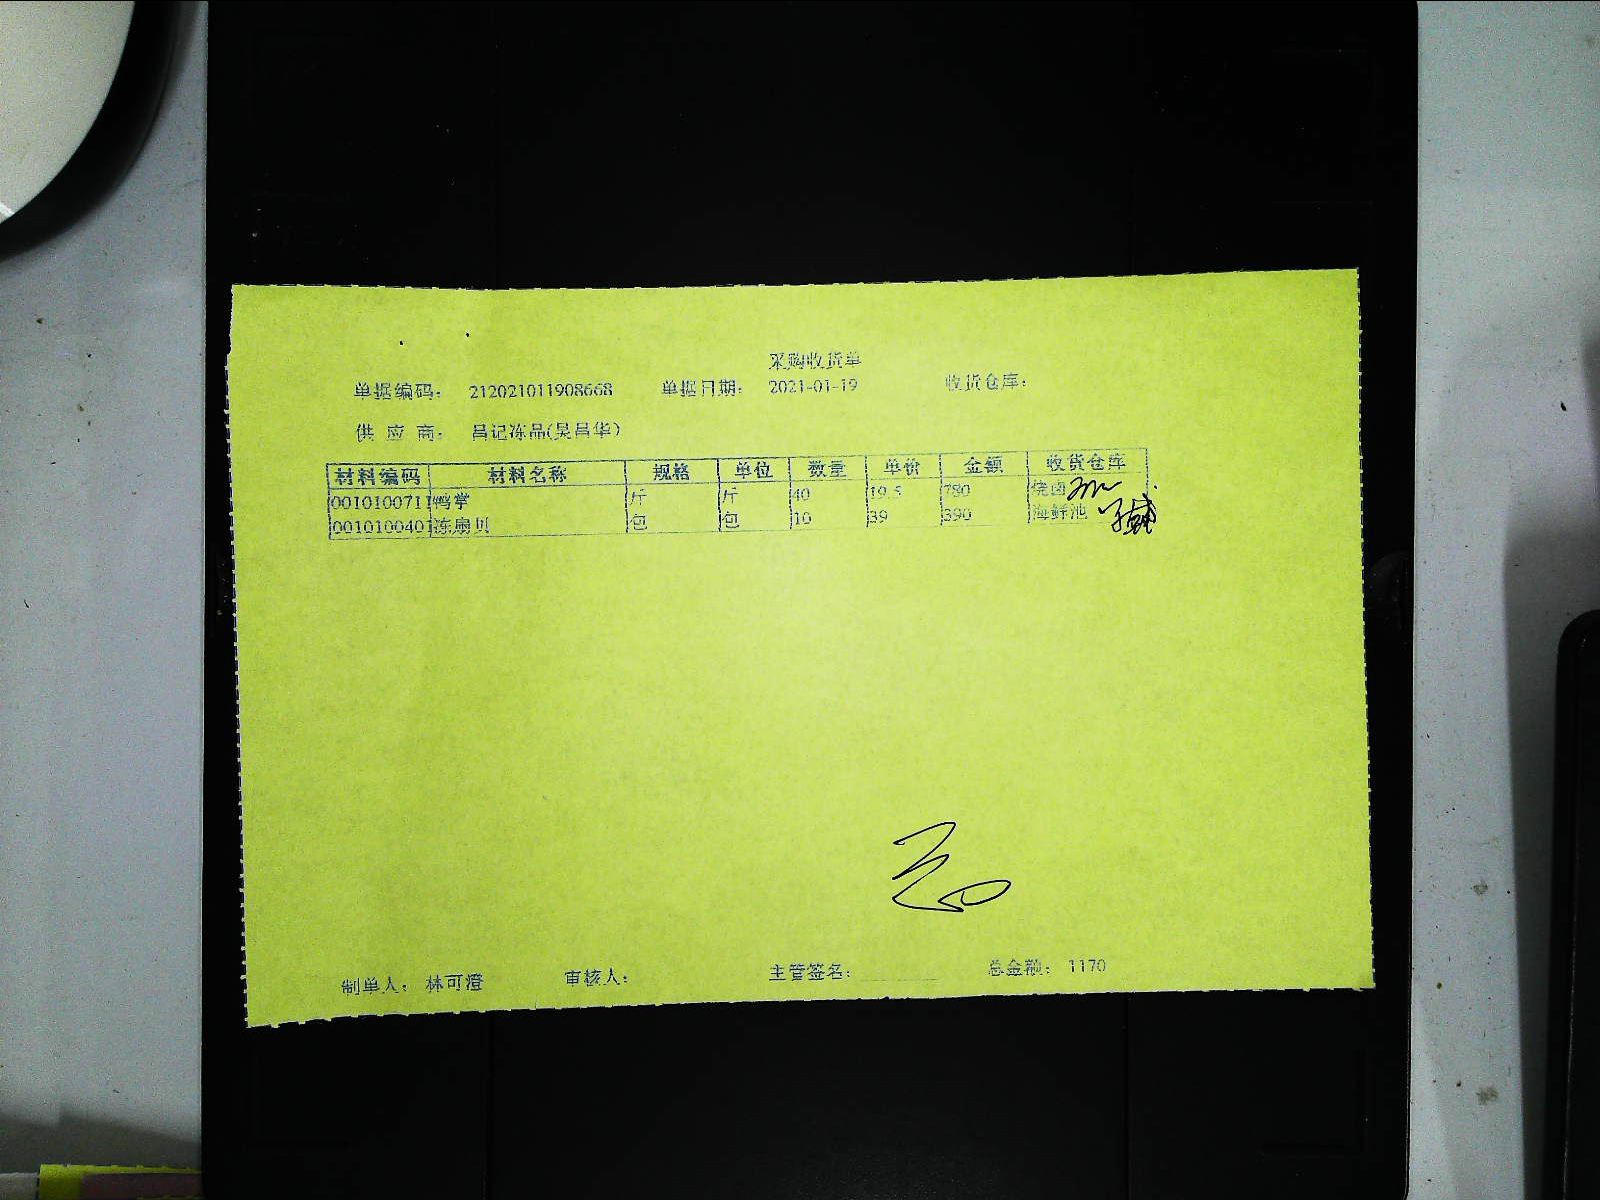 采购收货单
单据编码： 212021011908668 单据日期： 2021-01-19 收货仓库：
供 应 商： 昌记冻品(吴昌华)
材料编码 材料名称 规格 单位 数量 单价 金额 收货仓库
0010100711 鸭掌 斤 斤 40 19.5 780 烧卤
0010100401 冻扇贝 包 包 10 39 390 海鲜池
制单人： 林可澄 审核人： 主管签名： 总金额： 1170